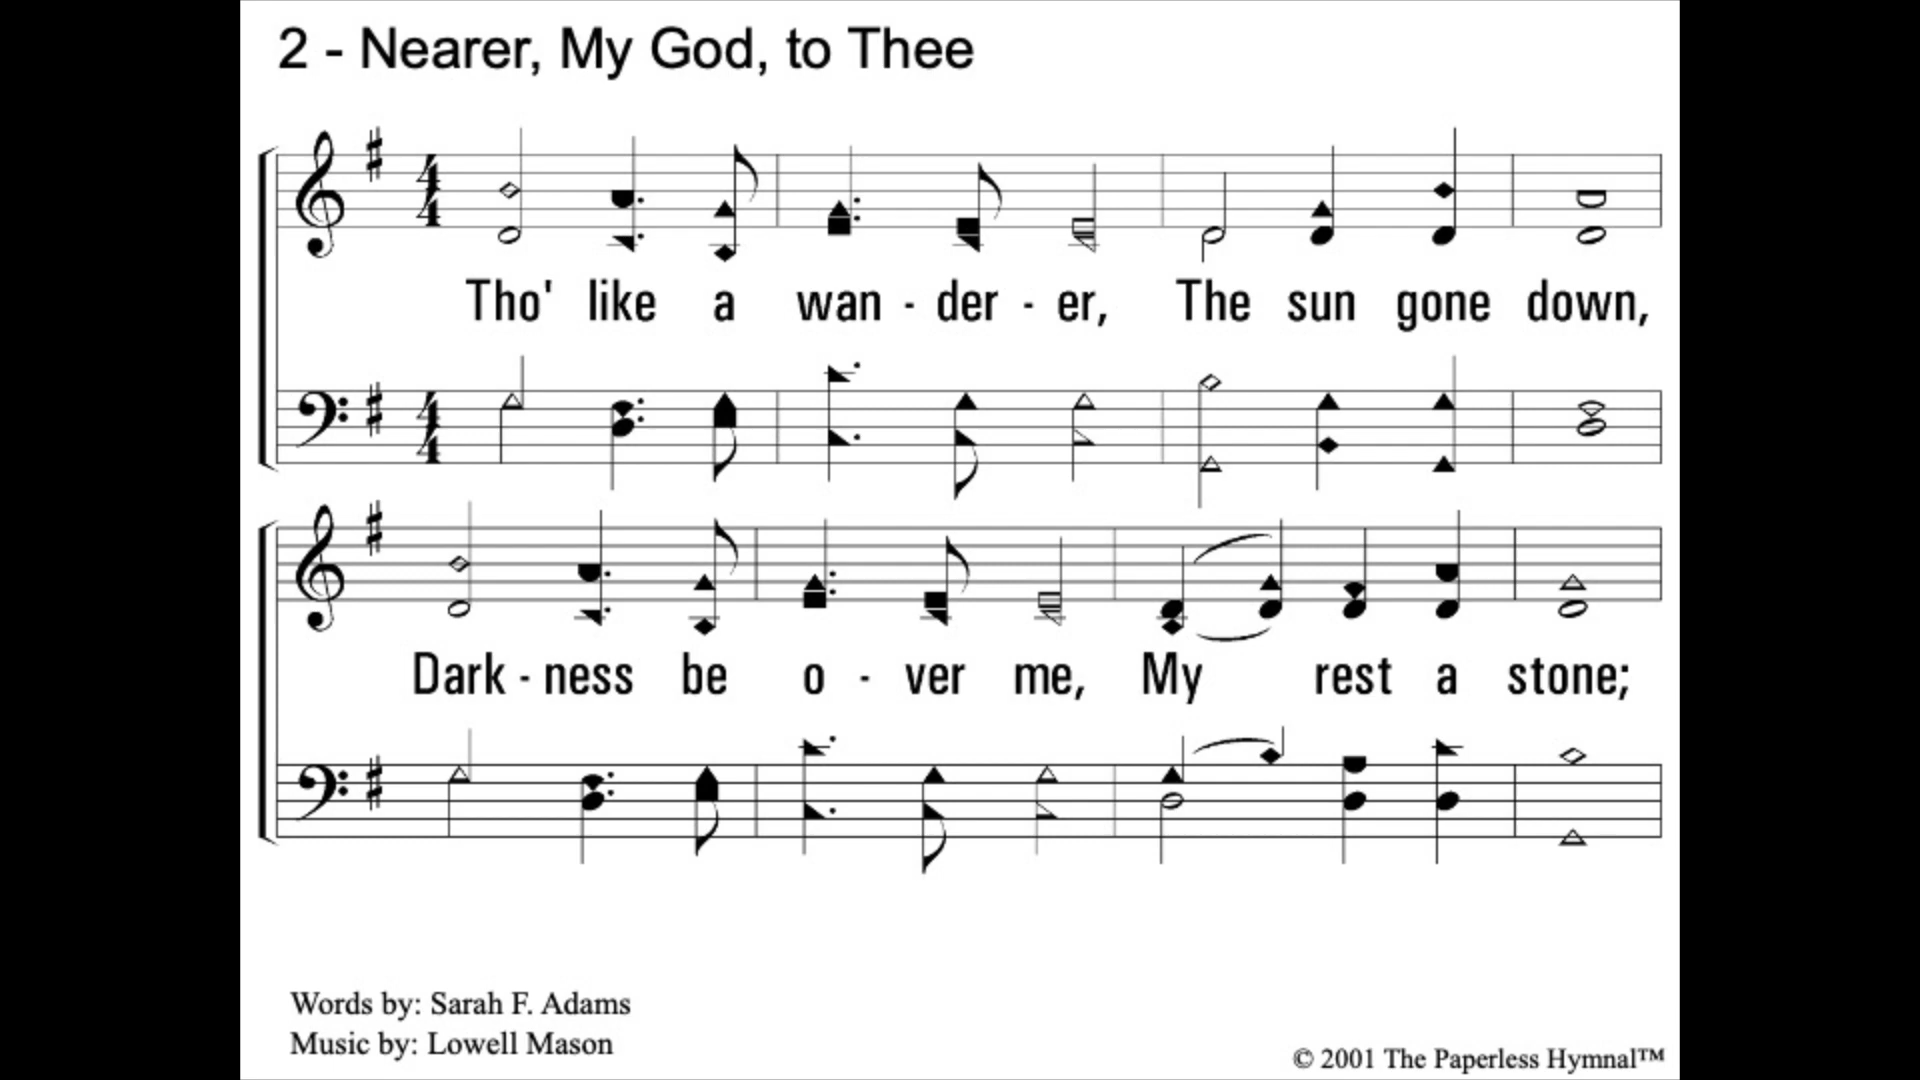 2 - Nearer, My God, to Thee
Tho' like a wan - der - er, The sun gone down,
Dark - ness be o - ver me, My rest a stone;
Words by: Sarah F. Adams
Music by: Lowell Mason
© 2001 The Paperless Hymnal™